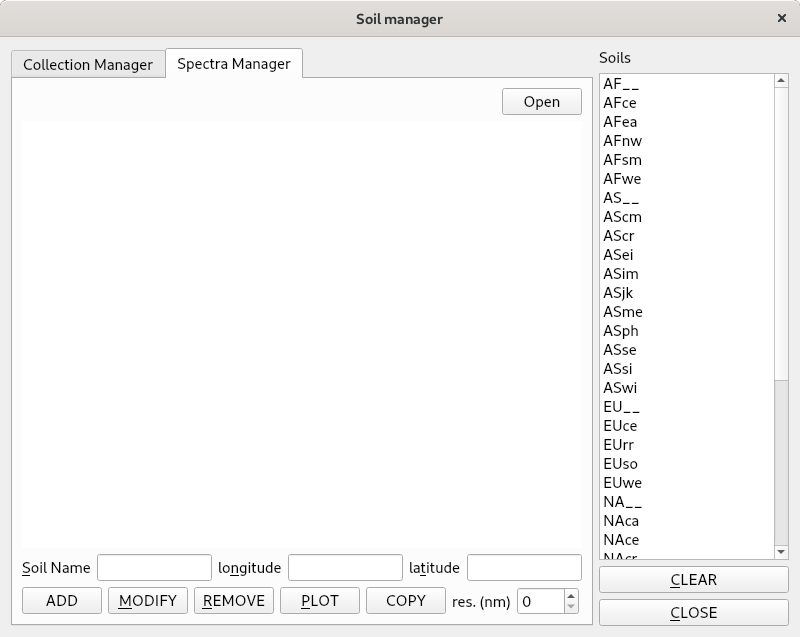 Soil manager
Collection Manager
Spectra Manager
Open
Soil Name
longitude
latitude
ADD
MODIFY
REMOVE
PLOT
COPY
res. (nm)
0
Soils
AF__
AFce
AFea
AFnw
AFsm
AFwe
AS__
AScm
AScr
ASei
ASim
ASjk
ASme
ASph
ASse
ASsi
ASwi
EU__
EUce
EUrr
EUso
EUwe
NA__
NAca
NAce
NAcr
CLEAR
CLOSE